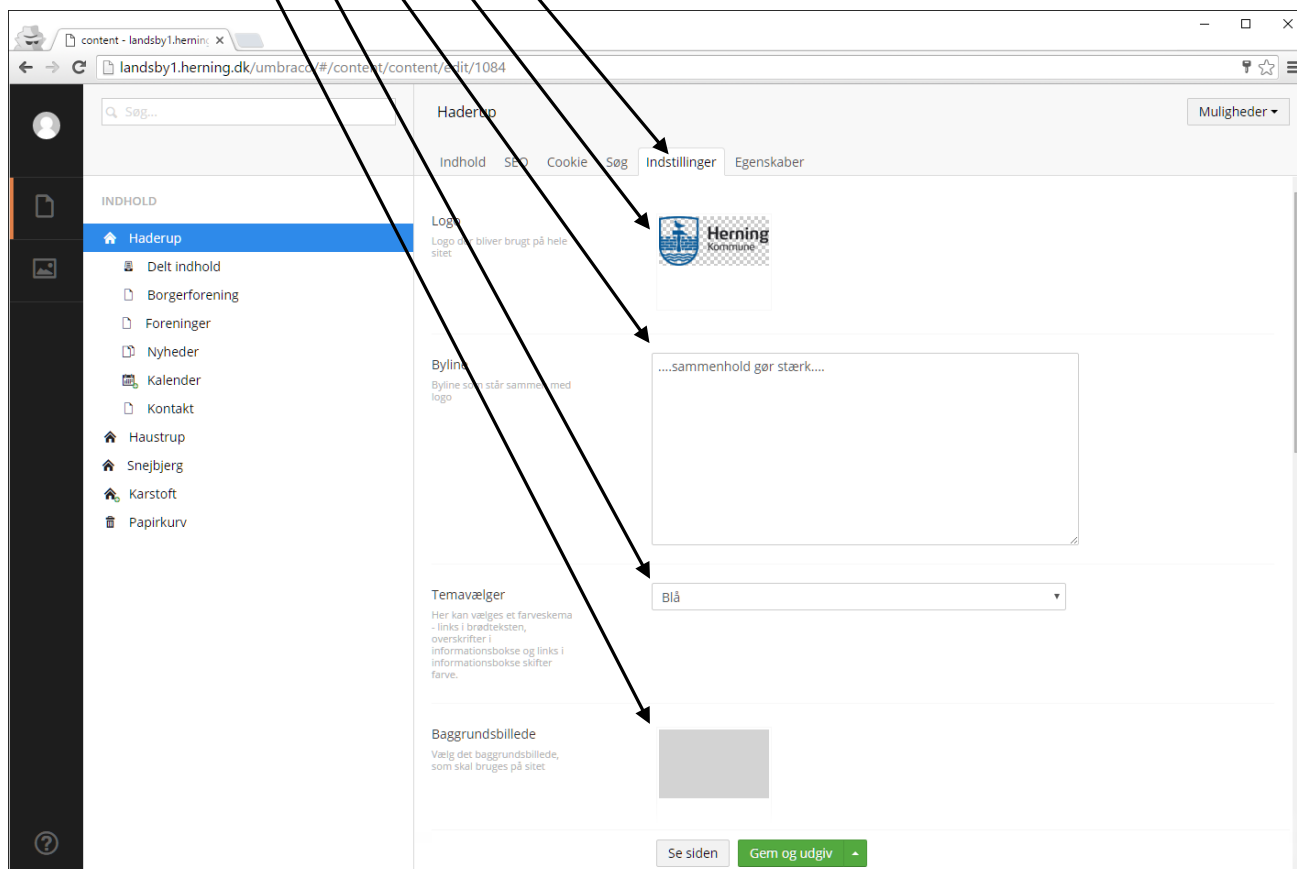 content - landsby1.herning
landsby1.herning.dk/umbraco/#/content/content/edit/1084
Søg...
Haderup
Muligheder
Indhold SEO Cookie Søg Indstillinger Egenskaber
INDHOLD
Haderup
Delt indhold
Borgerforening
Foreninger
Nyheder
Kalender
Kontakt
Haustrup
Snejbjerg
Karstoft
Papirkurv
Logo
Logo der bliver brugt på hele
sitet
Herning
Kommune
Byline
Byline som står sammen med
logo
....sammenhold gør stærk....
Temavælger
Her kan vælges et farveskema
- links i brødteksten,
overskrifter i
informationsbokse og links i
informationsbokse skifter
farve.
Blå
Baggrundsbillede
Vælg det baggrundsbillede,
som skal bruges på sitet
Se siden
Gem og udgiv